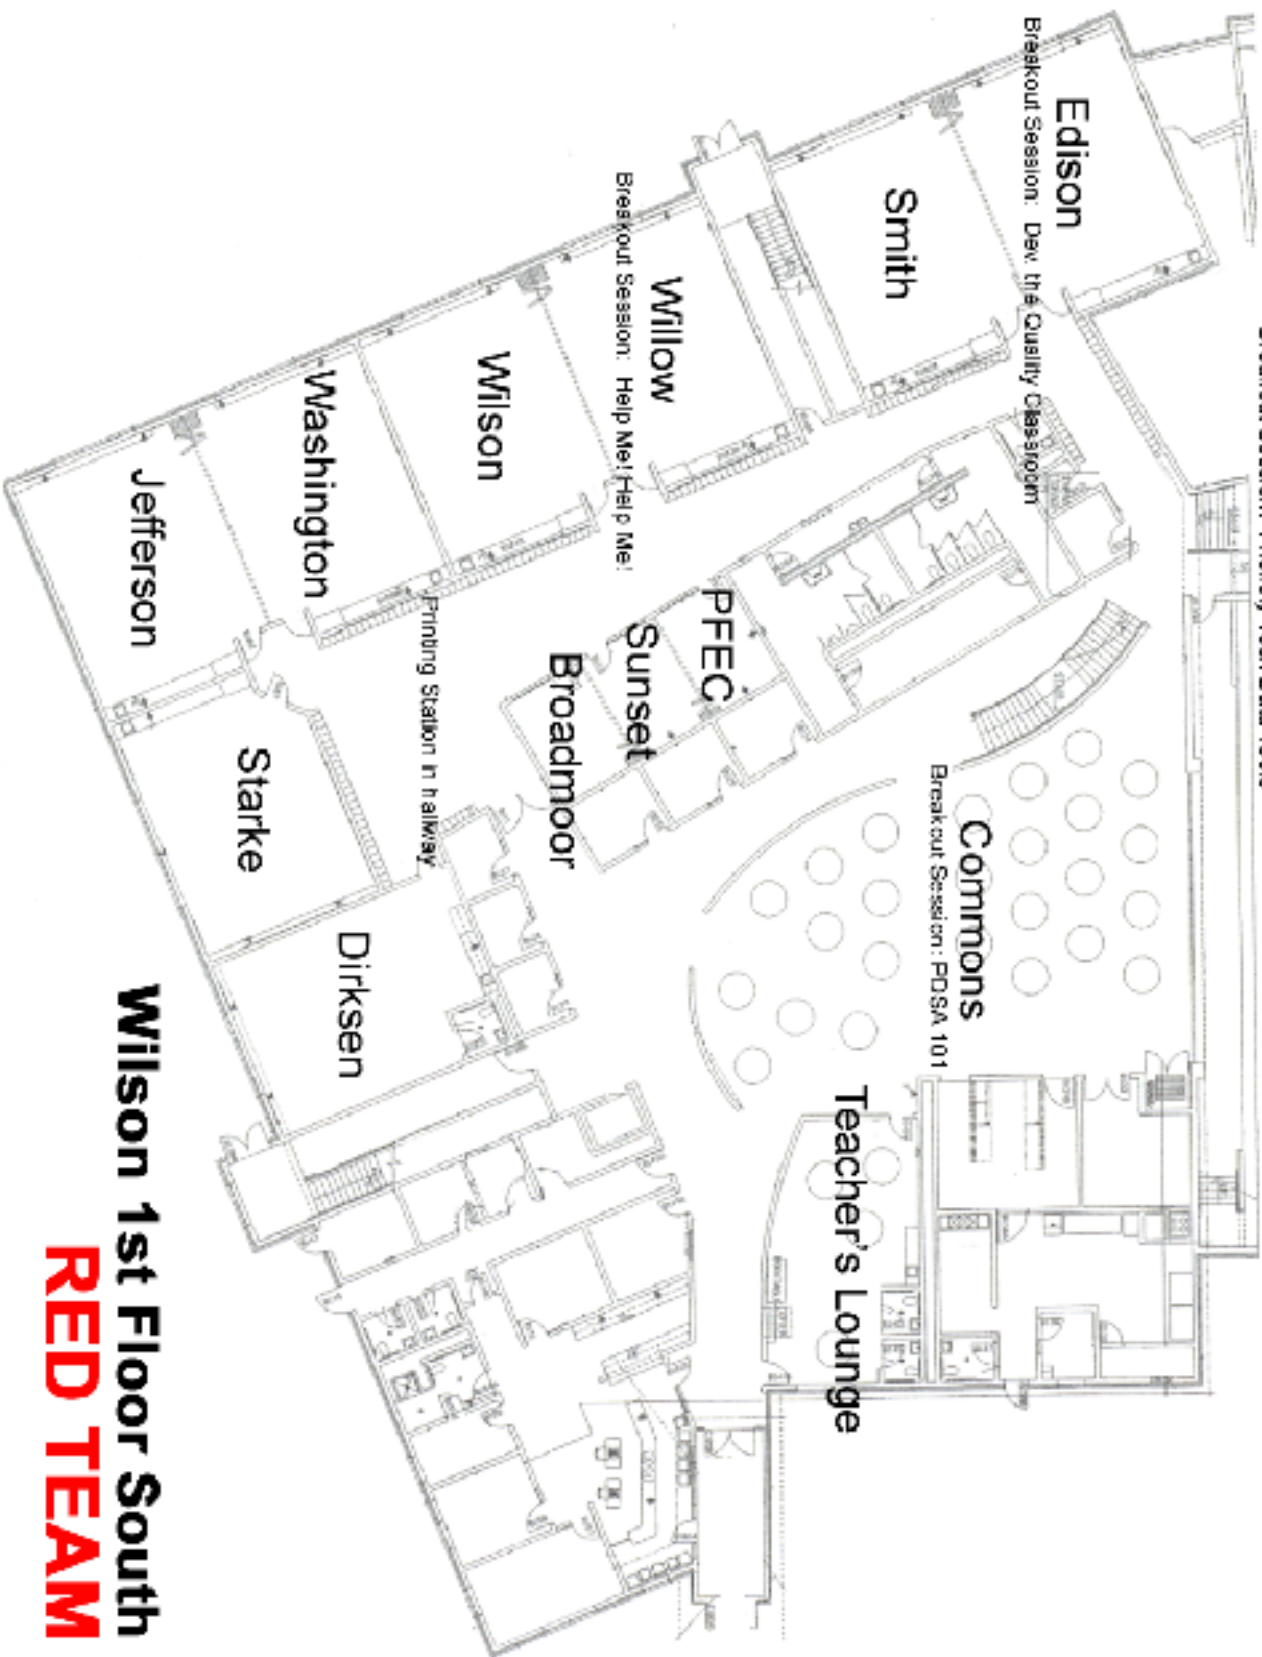 Edison
Breakout Session: Dev. the Quality Classroom
Smith
Willow
Breakout Session: Help Me! Help Me!
Wilson
Washington
Jefferson
Starke
Dirksen
Printing Station in hallway
PFEC
Sunset
Broadmoor
Commons
Breakout Session: PDSA 101
Teacher's Lounge
Wilson 1st Floor South
RED TEAM